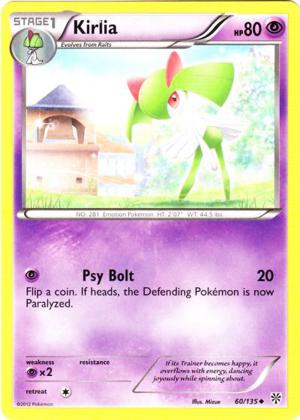 STAGE1
Kirlia
HP80
Evolves from Ralts
NO. 281 Emotion Pokémon HT. 2'07" WT. 44.5 lbs.
Psy Bolt 20
Flip a coin. If heads, the Defending Pokémon is now
Paralyzed.
weakness resistance
×2
retreat
If its Trainer becomes happy, it
overflows with energy, dancing
joyously while spinning about.
©2012 Pokémon
Illus. Mizue
60/135